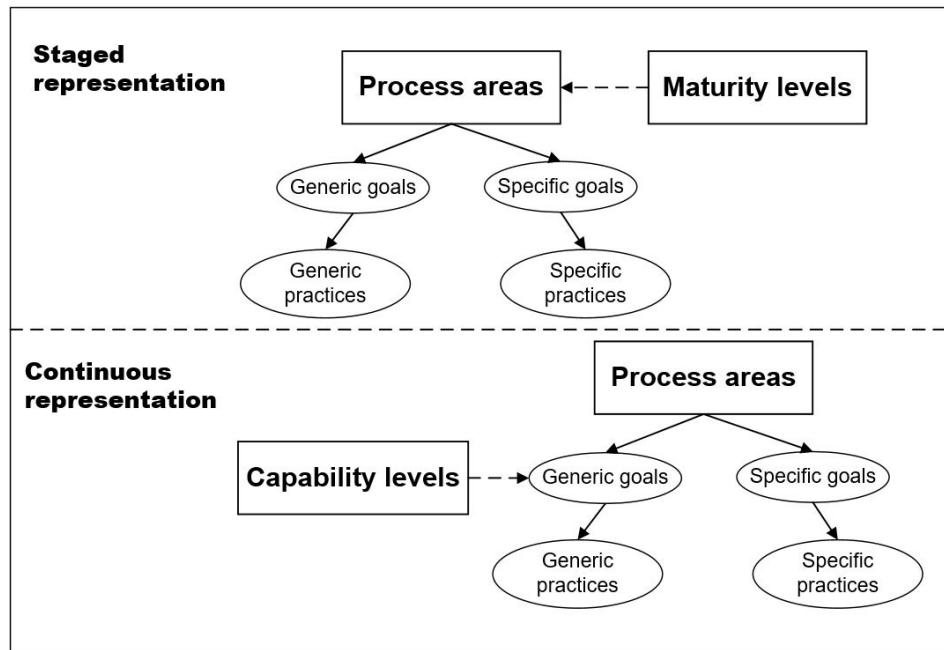 Staged
representation
Process areas
Maturity levels
Generic goals
Specific goals
Generic
practices
Specific
practices
Continuous
representation
Process areas
Capability levels
Generic goals
Specific goals
Generic
practices
Specific
practices